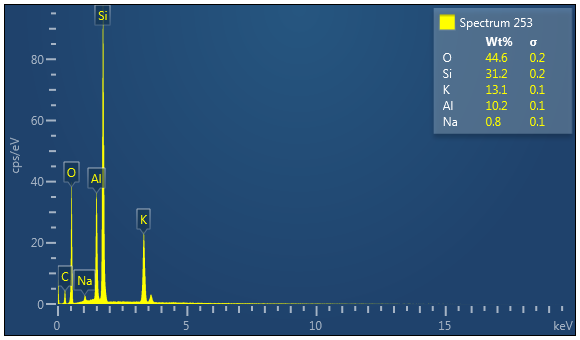 Spectrum 253
Wt% σ
O 44.6 0.2
Si 31.2 0.2
K 13.1 0.1
Al 10.2 0.1
Na 0.8 0.1
Si
80
60
cps/eV
O
Al
40
K
20
C
Na
0
0 5 10 15 keV